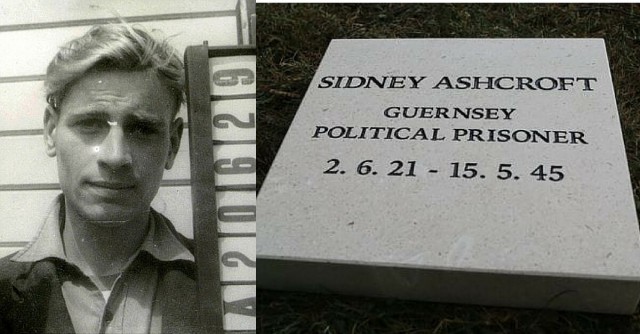 A20629
SIDNEY ASHCROFT
GUERNSEY
POLITICAL PRISONER
2. 6. 21 - 15. 5. 45